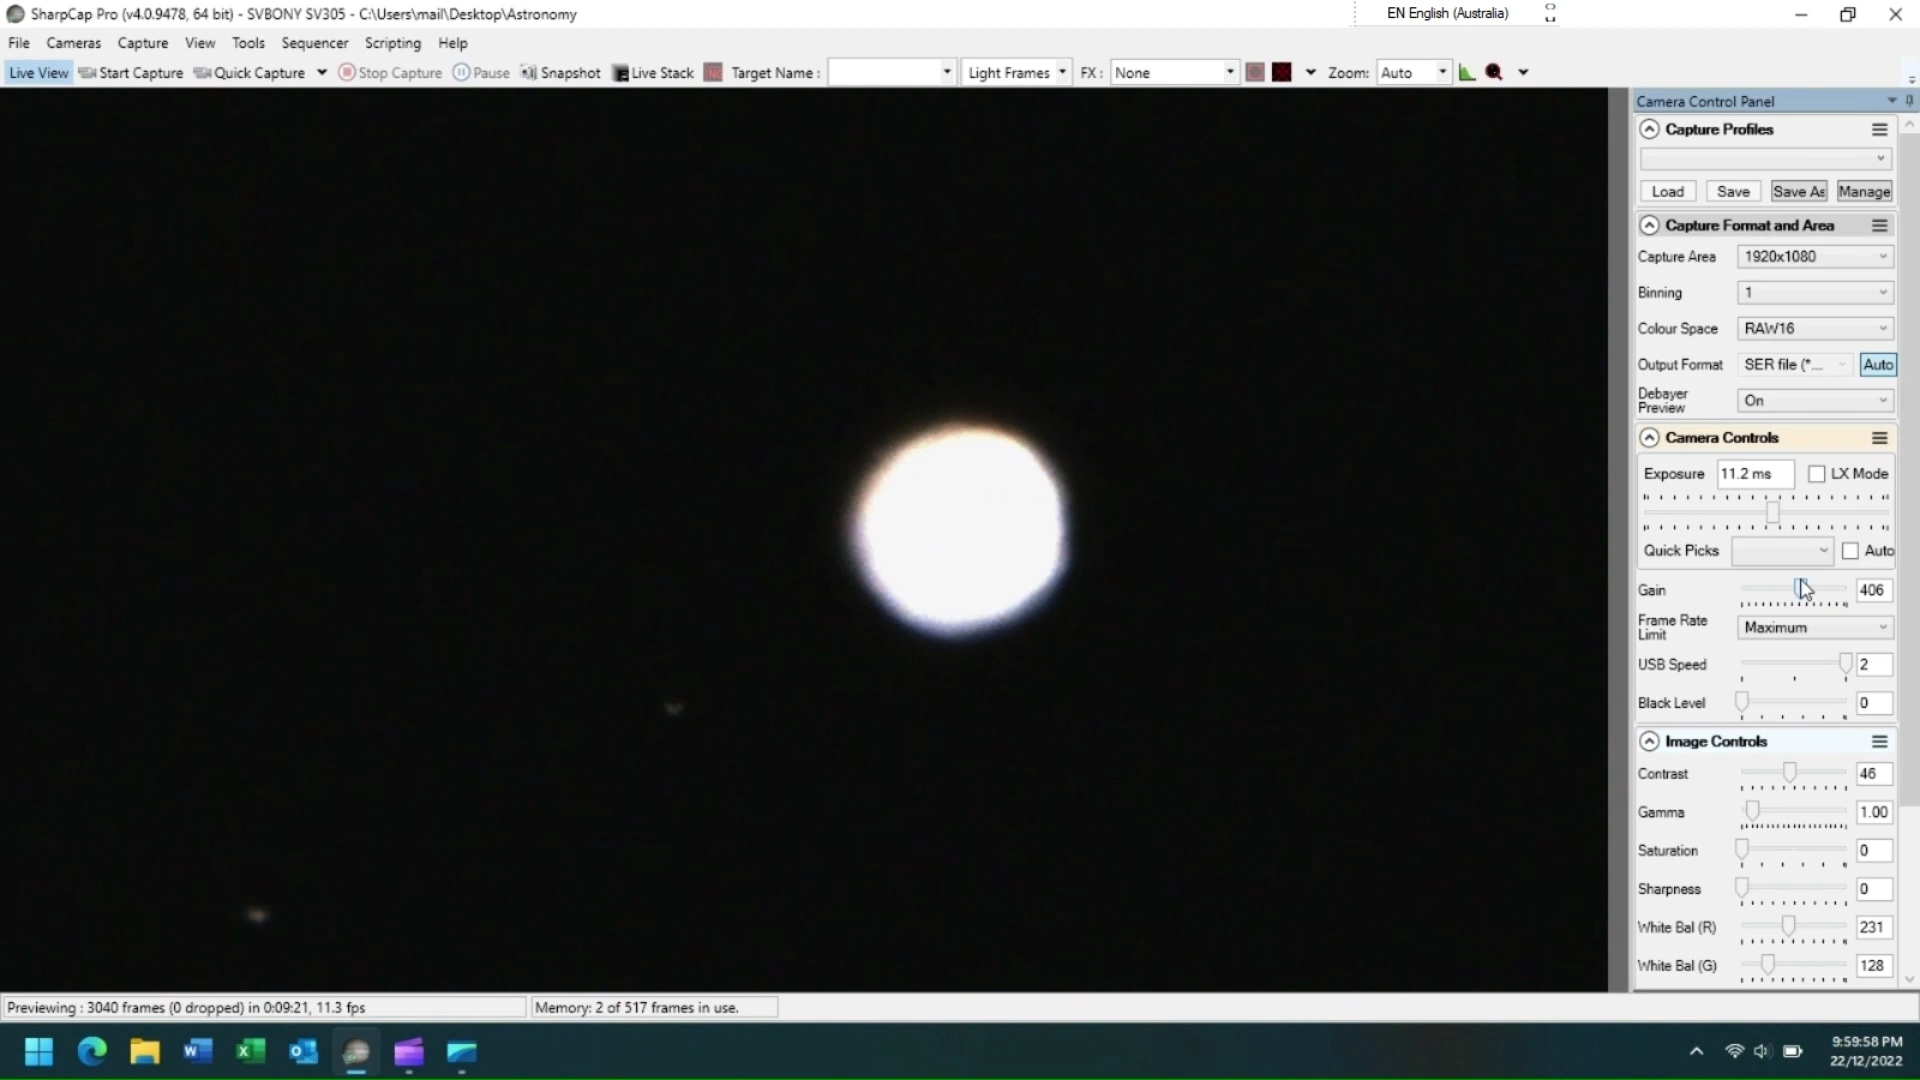 SharpCap Pro (v4.0.9478, 64 bit) - SVBONY SV305 - C:\Users\mail\Desktop\Astronomy EN English (Australia)
File Cameras Capture View Tools Sequencer Scripting Help
Live View Start Capture Quick Capture Stop Capture Pause Snapshot Live Stack Target Name : Light Frames FX : None Zoom: Auto
Camera Control Panel
Capture Profiles
Load Save Save As Manage
Capture Format and Area
Capture Area 1920x1080
Binning 1
Colour Space RAW16
Output Format SER file (*.... Auto
Debayer
Preview On
Camera Controls
Exposure 11.2 ms LX Mode
Quick Picks Auto
Gain 406
Frame Rate
Limit Maximum
USB Speed 2
Black Level 0
Image Controls
Contrast 46
Gamma 1.00
Saturation 0
Sharpness 0
White Bal (R) 231
White Bal (G) 128
Previewing : 3040 frames (0 dropped) in 0:09:21, 11.3 fps Memory: 2 of 517 frames in use.
9:59:58 PM
22/12/2022